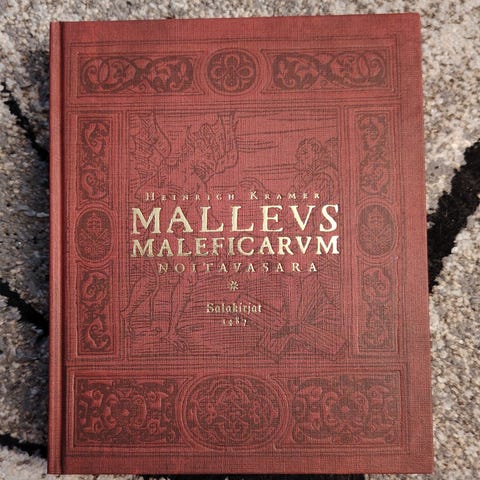 HEINRICH KRAMER
MALLEVS
MALEFICARVM
NOITAVASARA
Salakirjat
1487